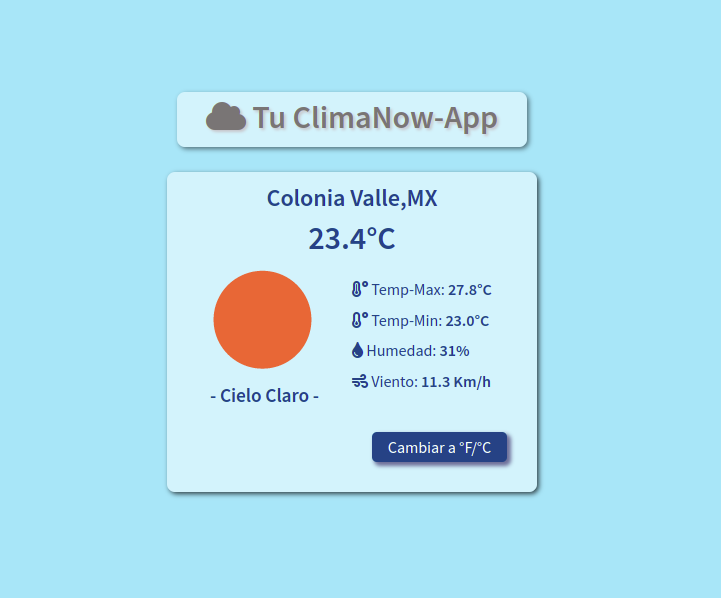 Tu ClimaNow-App
Colonia Valle,MX
23.4°C
Temp-Max: 27.8°C
Temp-Min: 23.0°C
Humedad: 31%
Viento: 11.3 Km/h
- Cielo Claro -
Cambiar a °F/°C